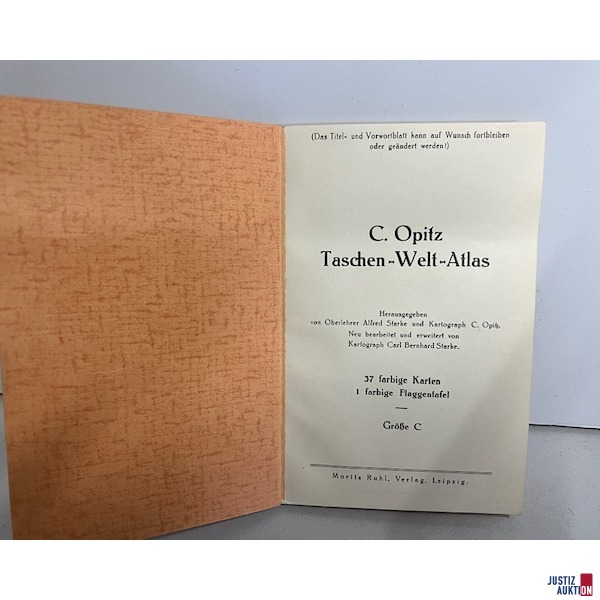 (Das Titel- und Vorwortblatt kann auf Wunsch fortbleiben
oder geändert werden!)
C. Opitz
Taschen-Welt-Atlas
Herausgegeben
von Oberlehrer Alfred Starke und Kartograph C. Opitz.
Neu bearbeitet und erweitert von
Kartograph Carl Bernhard Starke.
37 farbige Karten
1 farbige Flaggentafel
Größe C
Moritz Ruhl, Verlag, Leipzig.
JUSTIZ
AUKTION